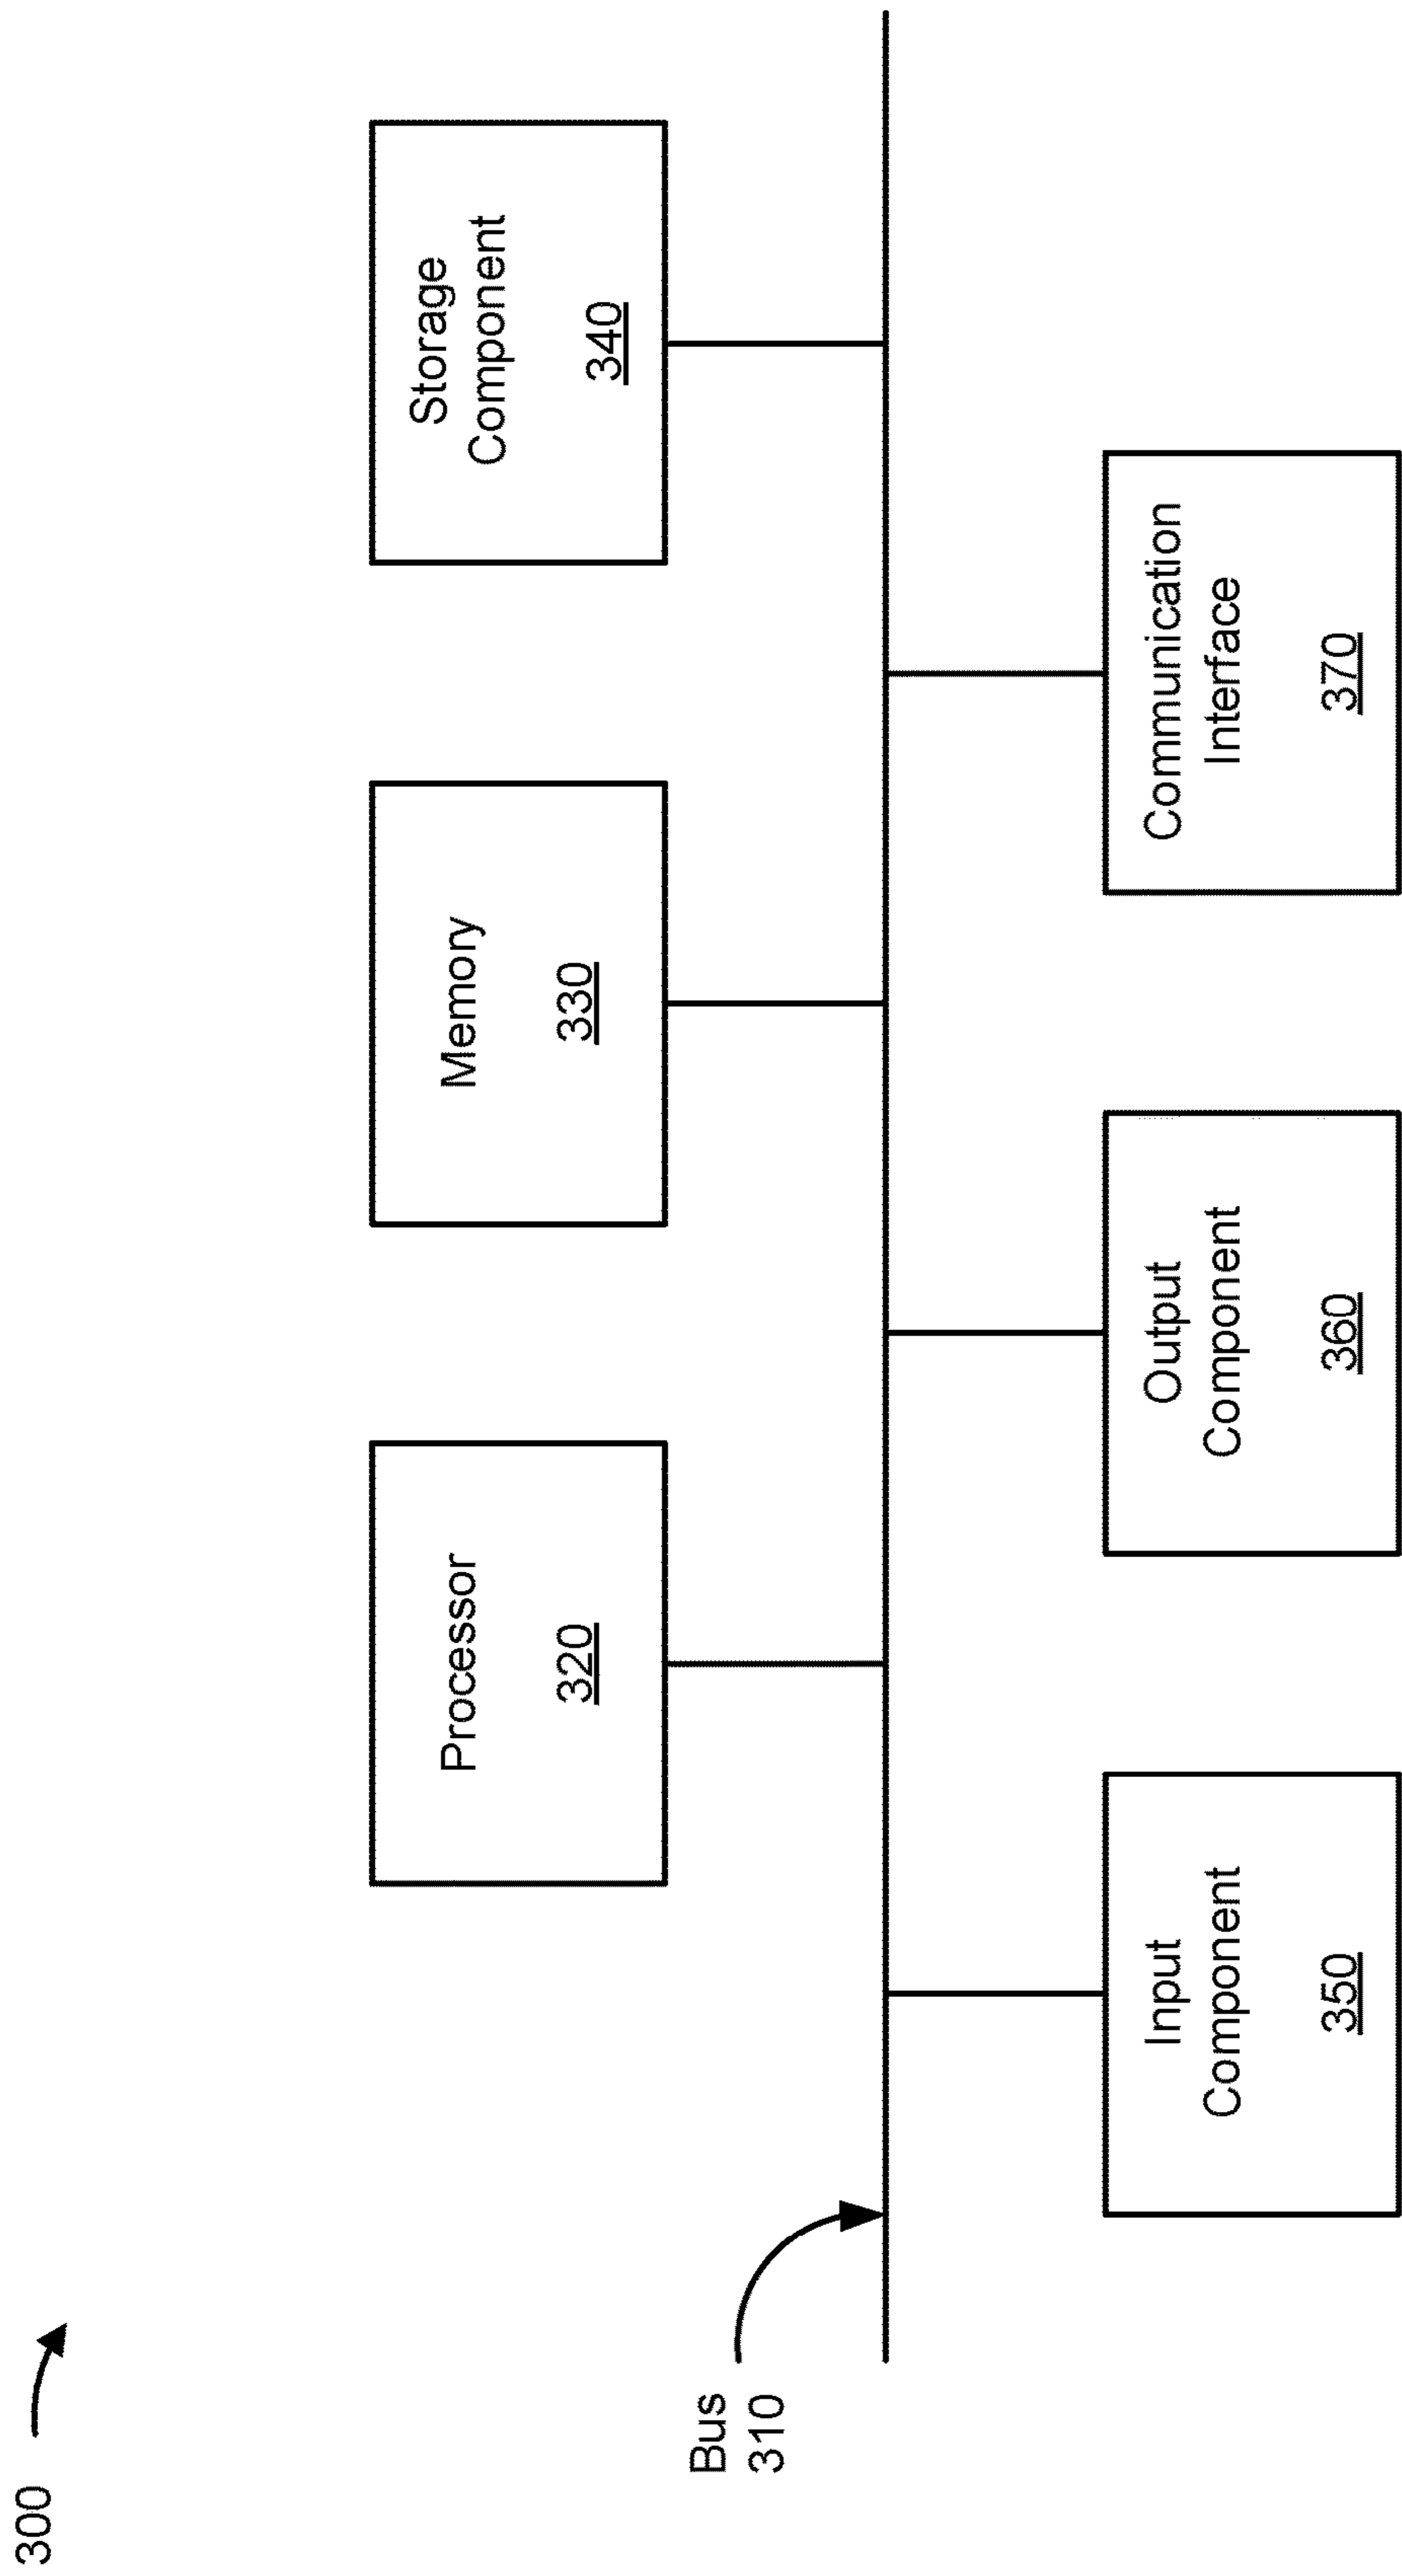 300
Processor
320
Memory
330
Storage
Component
340
Bus
310
Input
Component
350
Output
Component
360
Communication
Interface
370